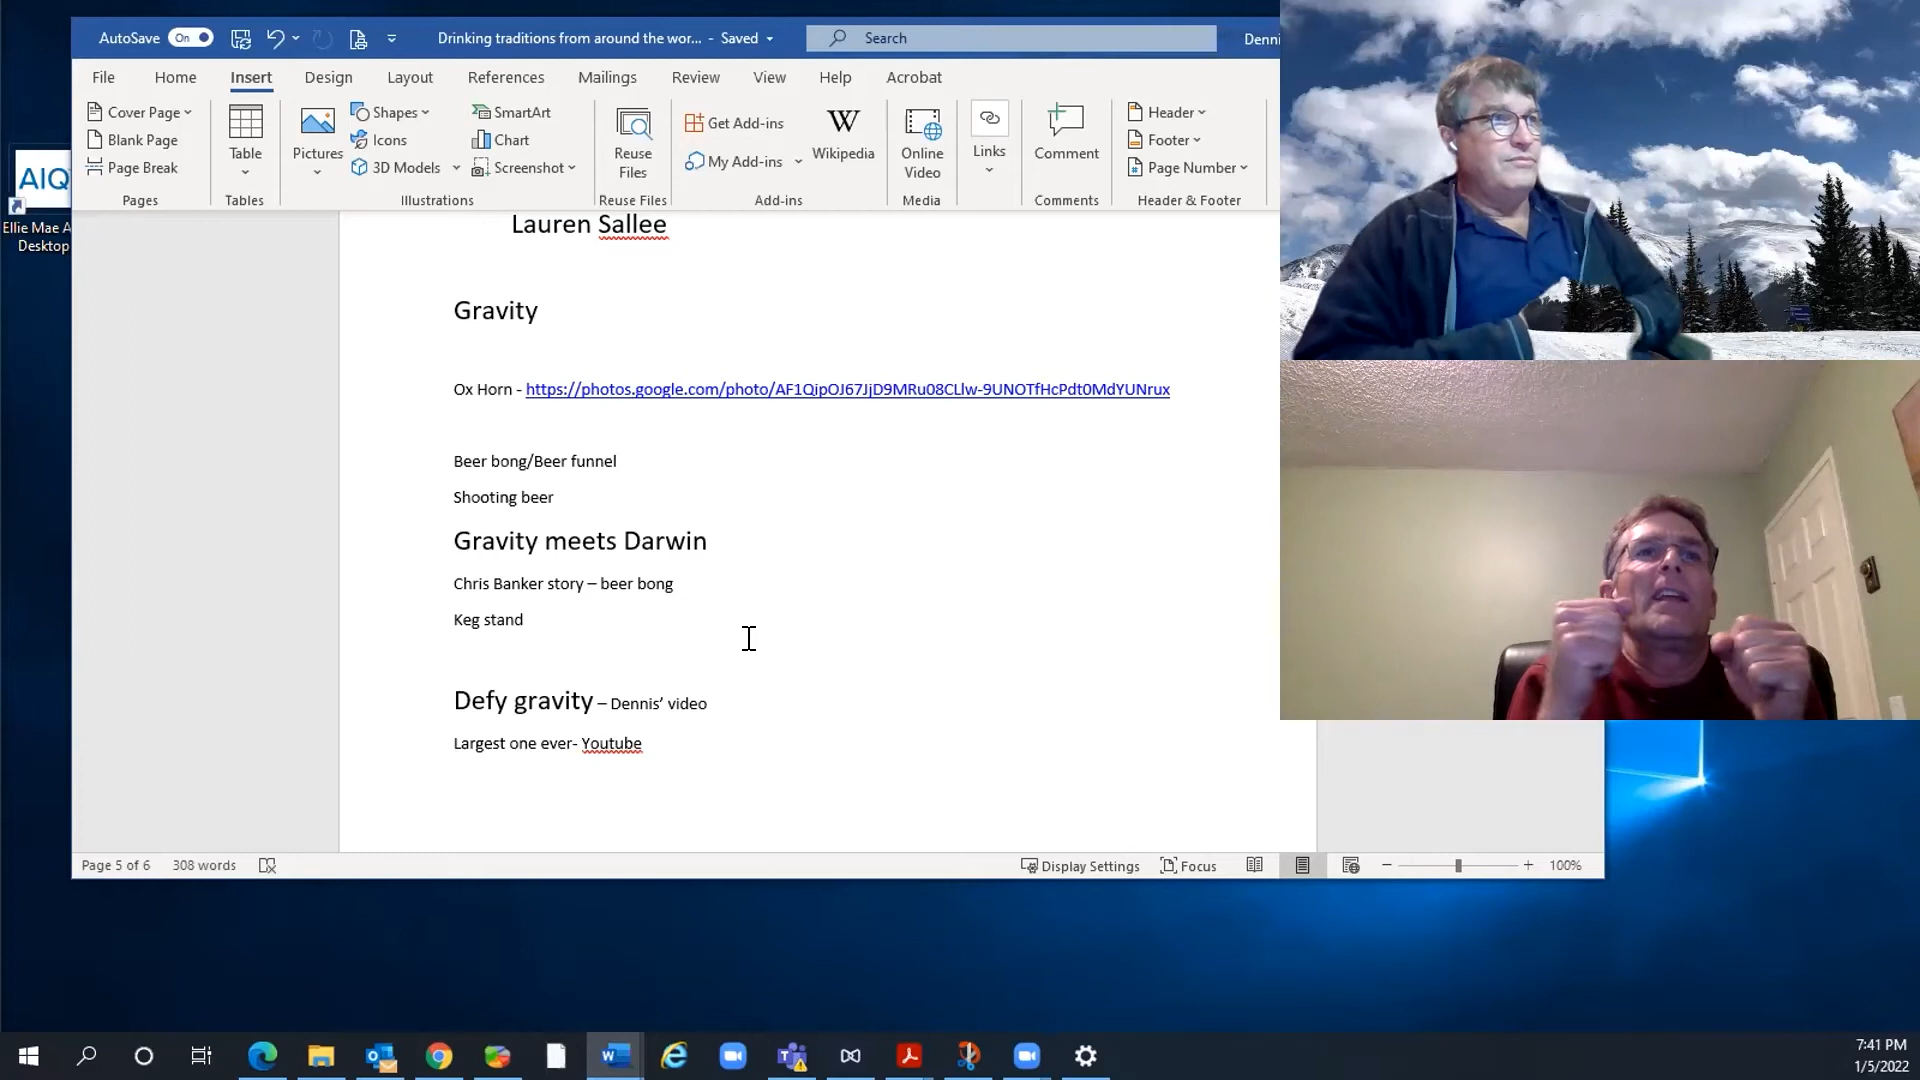 AutoSave On Drinking traditions from around the wor... - Saved Search Denni
File Home Insert Design Layout References Mailings Review View Help Acrobat
Cover Page
Blank Page
Page Break
Pages
Table
Tables
Pictures
Shapes
Icons
3D Models
SmartArt
Chart
Screenshot
Illustrations
Reuse
Files
Reuse Files
Get Add-ins
My Add-ins
Wikipedia
Add-ins
Online
Video
Media
Links
Comment
Comments
Header
Footer
Page Number
Header & Footer
AIQ
Ellie Mae A
Desktop
Lauren Sallee
Gravity
Ox Horn - https://photos.google.com/photo/AF1QipOJ67JjD9MRu08CLlw-9UNOTfHcPdt0MdYUNrux
Beer bong/Beer funnel
Shooting beer
Gravity meets Darwin
Chris Banker story – beer bong
Keg stand
Defy gravity – Dennis’ video
Largest one ever- Youtube
Page 5 of 6 308 words Display Settings Focus 100%
7:41 PM
1/5/2022